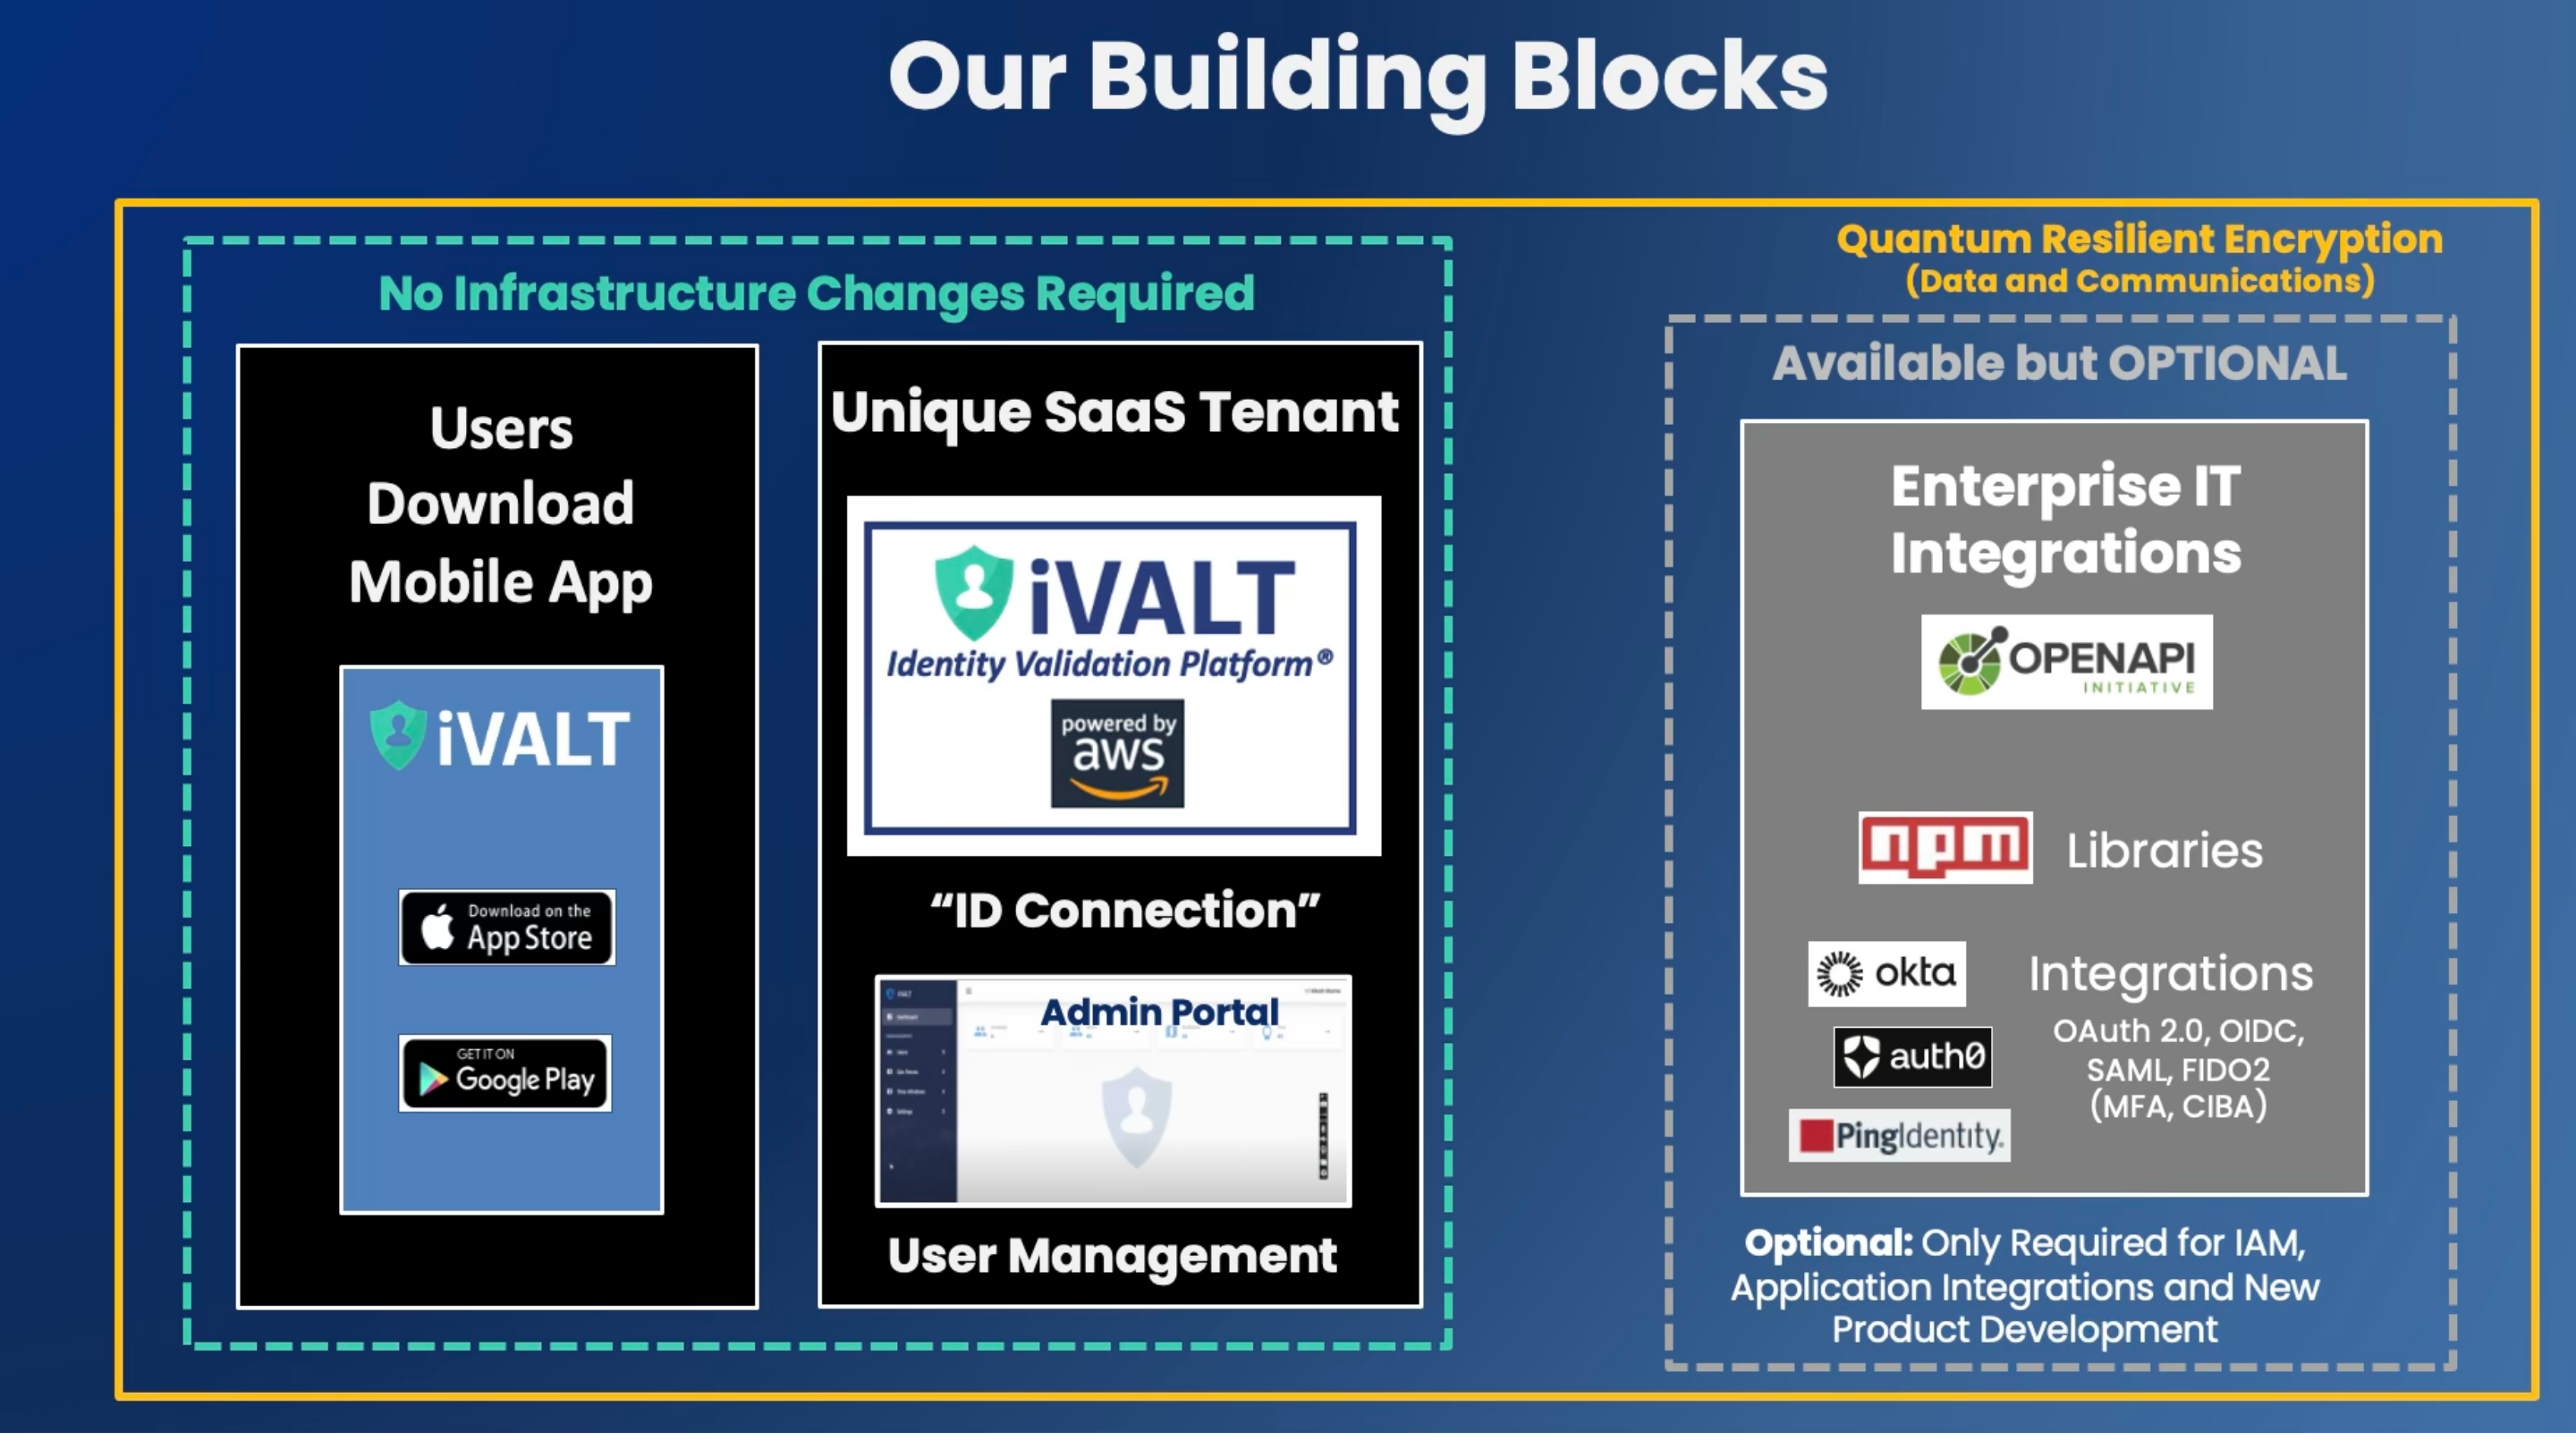 Our Building Blocks
No Infrastructure Changes Required
Users
Download
Mobile App
iVALT
Download on the
App Store
GET IT ON
Google Play
Unique SaaS Tenant
iVALT
Identity Validation Platform®
powered by
aws
“ID Connection”
Admin Portal
User Management
Quantum Resilient Encryption
(Data and Communications)
Available but OPTIONAL
Enterprise IT
Integrations
OPENAPI
INITIATIVE
npm Libraries
okta
auth0
PingIdentity.
Integrations
OAuth 2.0, OIDC,
SAML, FIDO2
(MFA, CIBA)
Optional: Only Required for IAM,
Application Integrations and New
Product Development